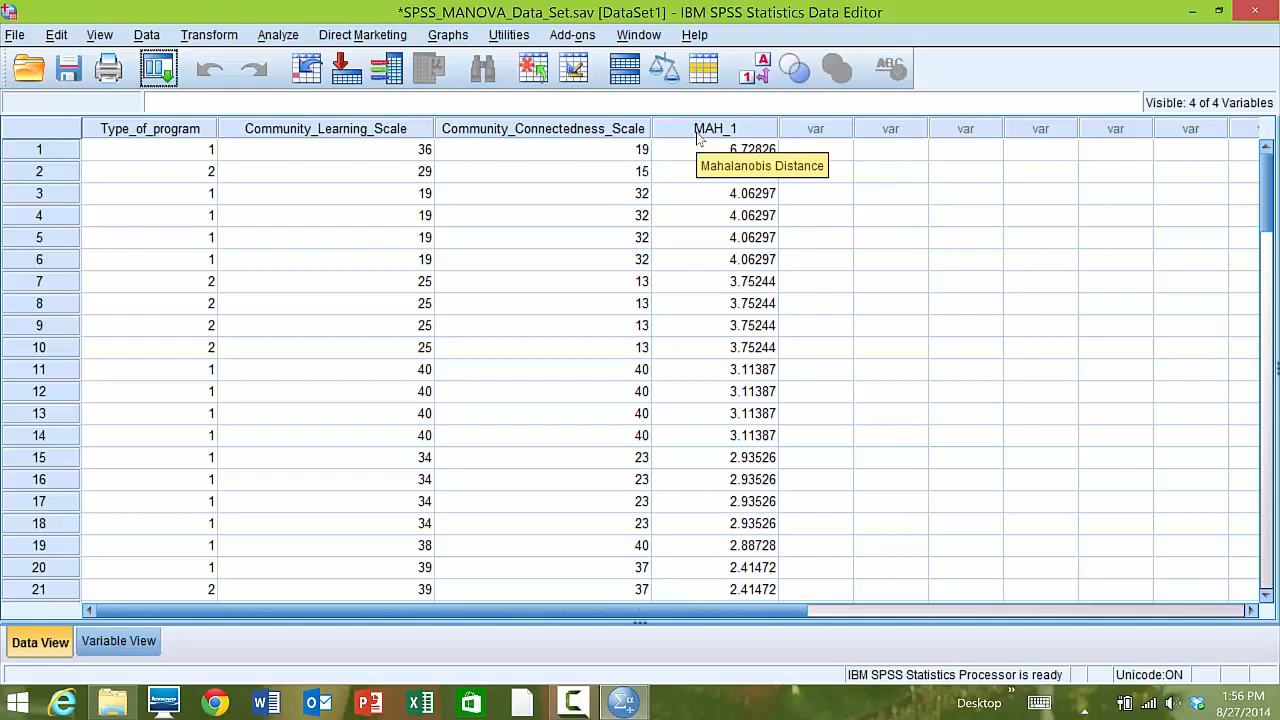 *SPSS_MANOVA_Data_Set.sav [DataSet1] - IBM SPSS Statistics Data Editor
File Edit View Data Transform Analyze Direct Marketing Graphs Utilities Add-ons Window Help
Visible: 4 of 4 Variables
Type_of_program Community_Learning_Scale Community_Connectedness_Scale MAH_1 var var var var var var
1 1 36 19 6.72826
Mahalanobis Distance
2 2 29 15
3 1 19 32 4.06297
4 1 19 32 4.06297
5 1 19 32 4.06297
6 1 19 32 4.06297
7 2 25 13 3.75244
8 2 25 13 3.75244
9 2 25 13 3.75244
10 2 25 13 3.75244
11 1 40 40 3.11387
12 1 40 40 3.11387
13 1 40 40 3.11387
14 1 40 40 3.11387
15 1 34 23 2.93526
16 1 34 23 2.93526
17 1 34 23 2.93526
18 1 34 23 2.93526
19 1 38 40 2.88728
20 1 39 37 2.41472
21 2 39 37 2.41472
Data View Variable View
IBM SPSS Statistics Processor is ready Unicode:ON
Desktop 1:56 PM
8/27/2014